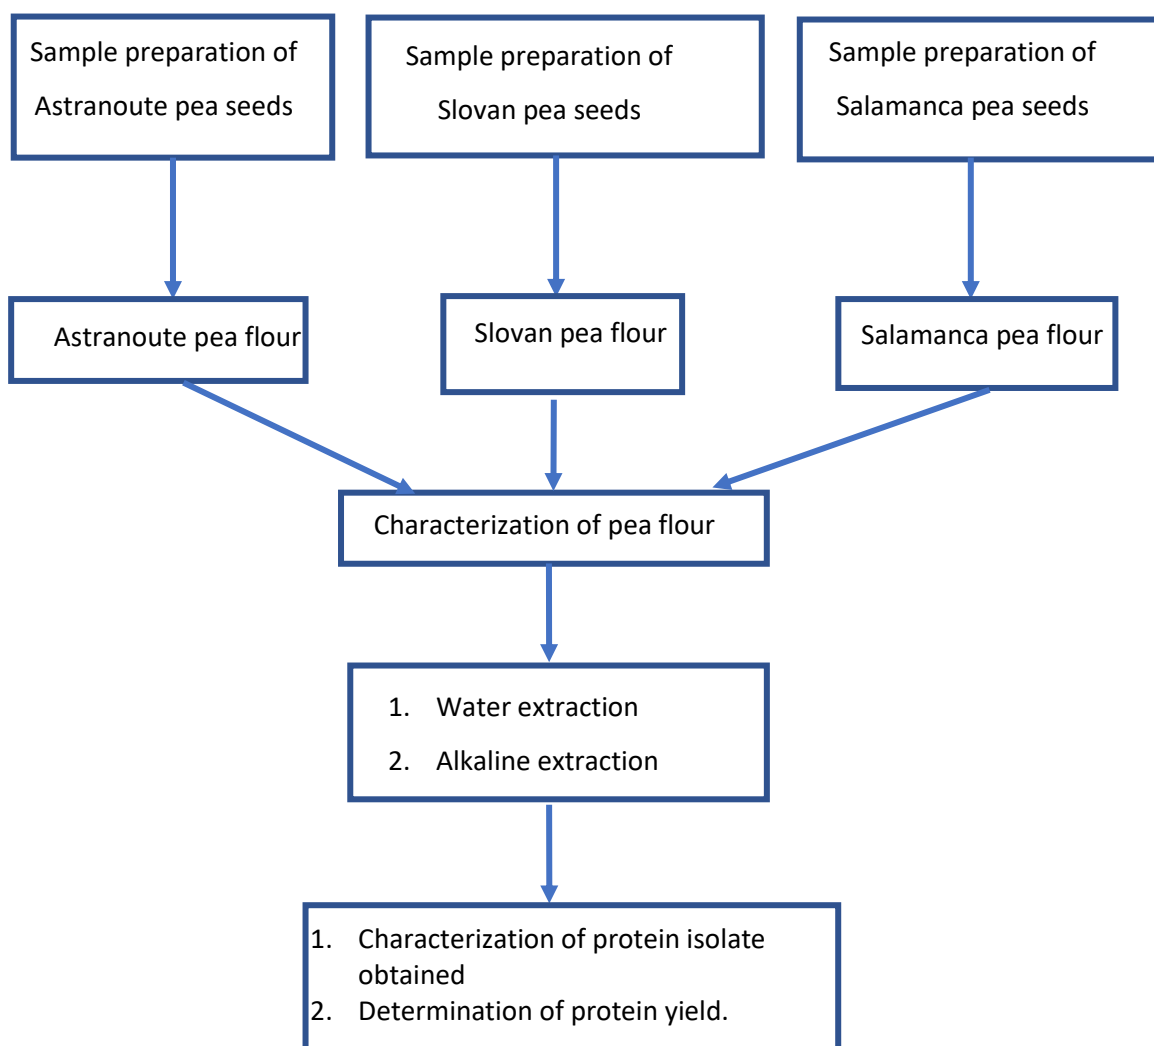 Sample preparation of
Astranoute pea seeds
Sample preparation of
Slovan pea seeds
Sample preparation of
Salamanca pea seeds
Astranoute pea flour
Slovan pea flour
Salamanca pea flour
Characterization of pea flour
1. Water extraction
2. Alkaline extraction
1. Characterization of protein isolate
obtained
2. Determination of protein yield.